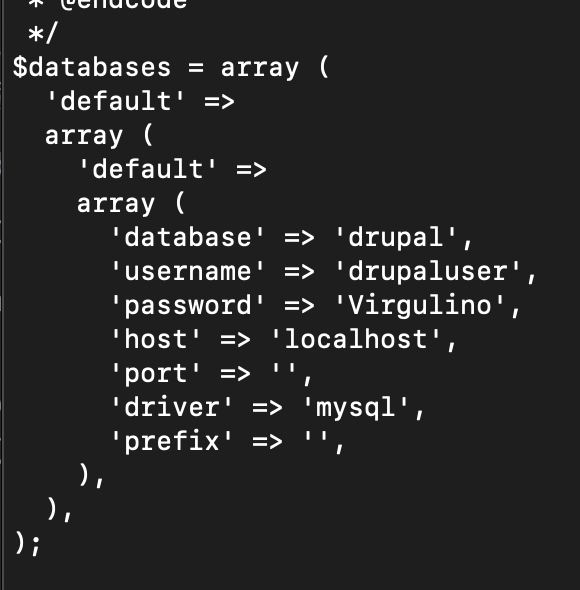 * @endcode
*/
$databases = array (
'default' =>
array (
'default' =>
array (
'database' => 'drupal',
'username' => 'drupaluser',
'password' => 'Virgulino',
'host' => 'localhost',
'port' => '',
'driver' => 'mysql',
'prefix' => '',
),
),
);